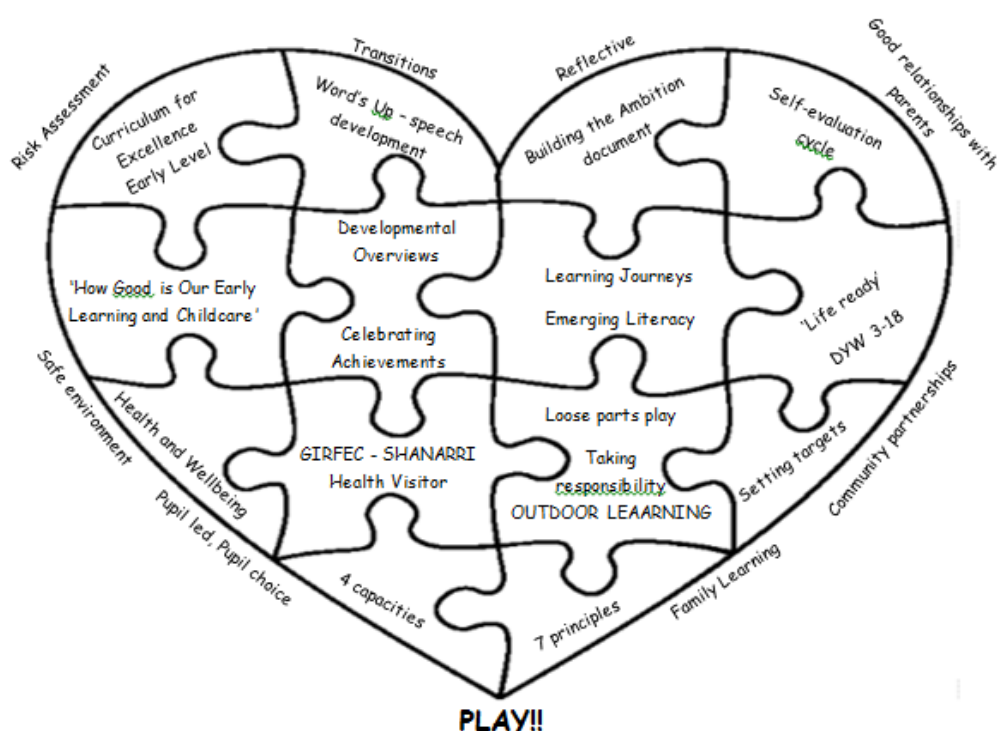 Risk Assessment
Transitions
Reflective
Good relationships with
parents
Curriculum for
Excellence
Early Level
Word's Up - speech
development
Building the Ambition
document
Self-evaluation
cycle
'How Good is Our Early
Learning and Childcare'
Developmental
Overviews
Celebrating
Achievements
Learning Journeys
Emerging Literacy
'Life ready'
DYW 3-18
Safe environment
Health and Wellbeing
GIRFEC - SHANARRI
Health Visitor
Loose parts play
Taking
responsibility
OUTDOOR LEAARNING
Setting targets
Community partnerships
Pupil led, Pupil choice
4 capacities
7 principles
Family Learning
PLAY!!